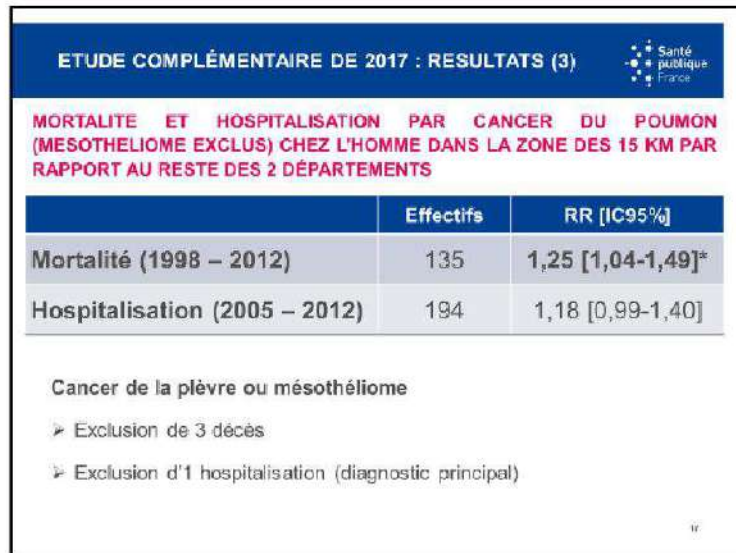 ETUDE COMPLÉMENTAIRE DE 2017 : RESULTATS (3)
Santé
publique
France
MORTALITE ET HOSPITALISATION PAR CANCER DU POUMON
(MESOTHELIOME EXCLUS) CHEZ L'HOMME DANS LA ZONE DES 15 KM PAR
RAPPORT AU RESTE DES 2 DÉPARTEMENTS
Effectifs RR [IC95%]
Mortalité (1998 – 2012) 135 1,25 [1,04-1,49]*
Hospitalisation (2005 – 2012) 194 1,18 [0,99-1,40]
Cancer de la plèvre ou mésothéliome
➢ Exclusion de 3 décès
➢ Exclusion d'1 hospitalisation (diagnostic principal)